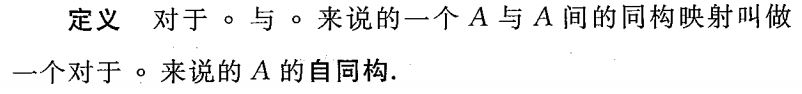 定义 对于 ∘ 与 ∘ 来说的一个 A 与 A 间的同构映射叫做
一个对于 ∘ 来说的 A 的自同构.